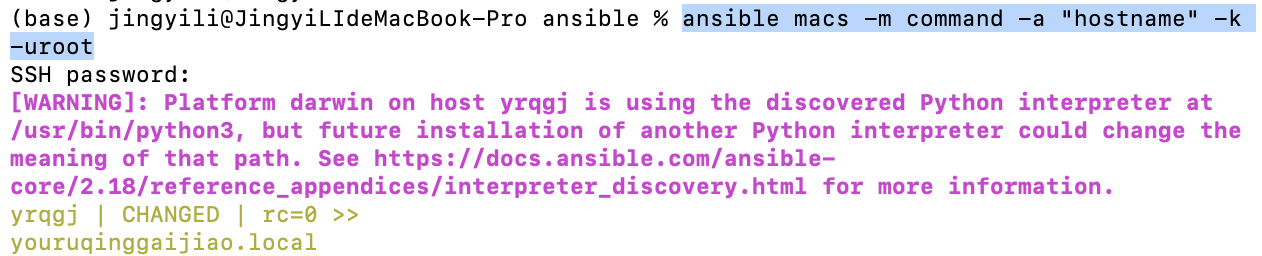 (base) jingyili@JingyiLIdeMacBook-Pro ansible % ansible macs -m command -a "hostname" -k
-uroot
SSH password:
[WARNING]: Platform darwin on host yrqgj is using the discovered Python interpreter at
/usr/bin/python3, but future installation of another Python interpreter could change the
meaning of that path. See https://docs.ansible.com/ansible-
core/2.18/reference_appendices/interpreter_discovery.html for more information.
yrqgj | CHANGED | rc=0 >>
youruqinggaijiao.local